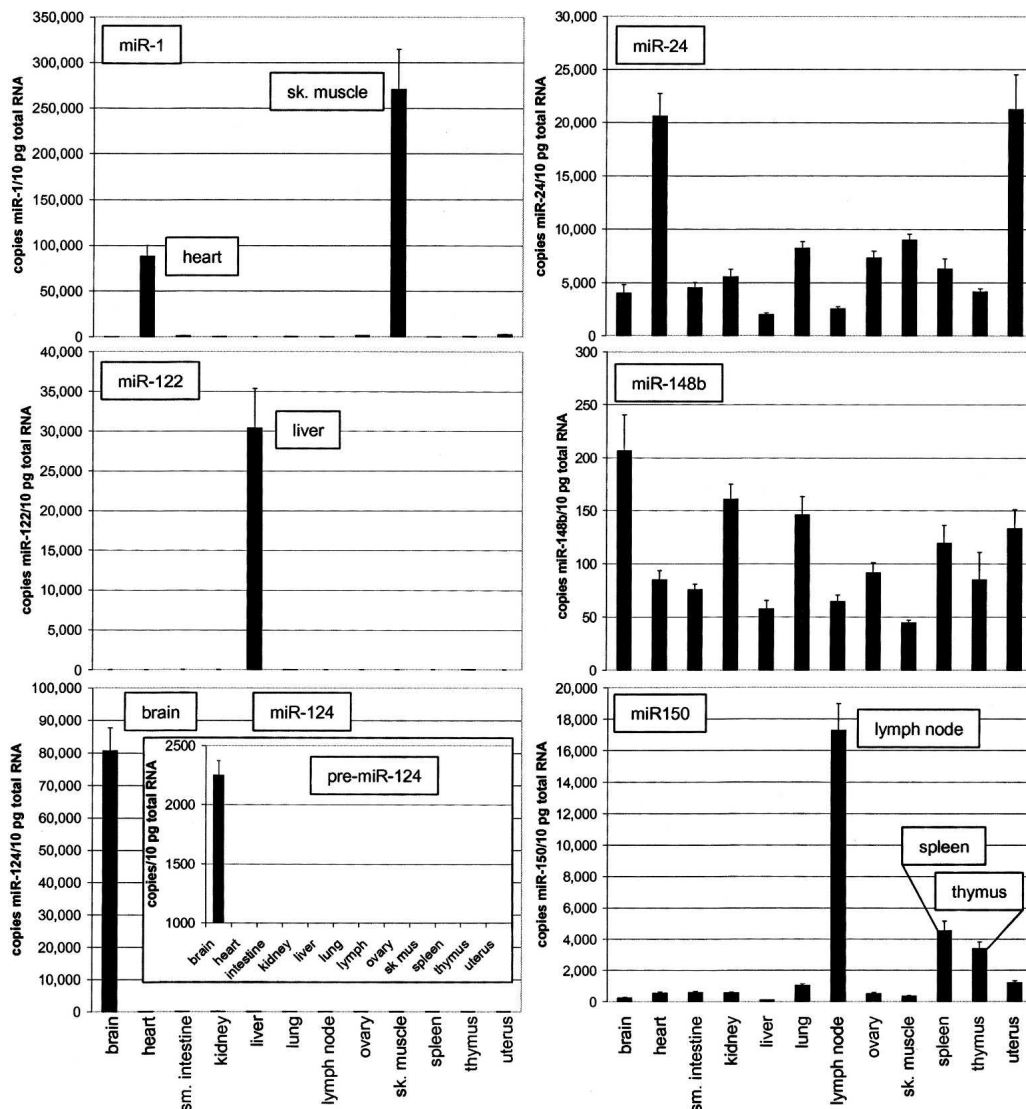 miR-1
sk. muscle
heart
copies miR-1/10 pg total RNA
350,000
300,000
250,000
200,000
150,000
100,000
50,000
0
miR-24
copies miR-24/10 pg total RNA
30,000
25,000
20,000
15,000
10,000
5,000
0
miR-122
liver
copies miR-122/10 pg total RNA
40,000
35,000
30,000
25,000
20,000
15,000
10,000
5,000
0
miR-148b
copies miR-148b/10 pg total RNA
300
250
200
150
100
50
0
brain
miR-124
copies miR-124/10 pg total RNA
100,000
90,000
80,000
70,000
60,000
50,000
40,000
30,000
20,000
10,000
0
pre-miR-124
copies/10 pg total RNA
2500
2000
1500
1000
brain
heart
intestine
kidney
liver
lung
lymph
ovary
sk mus
spleen
thymus
uterus
brain
heart
sm. intestine
kidney
liver
lung
lymph node
ovary
sk. muscle
spleen
thymus
uterus
miR150
lymph node
spleen
thymus
copies miR-150/10 pg total RNA
20,000
18,000
16,000
14,000
12,000
10,000
8,000
6,000
4,000
2,000
0
brain
heart
sm. intestine
kidney
liver
lung
lymph node
ovary
sk. muscle
spleen
thymus
uterus